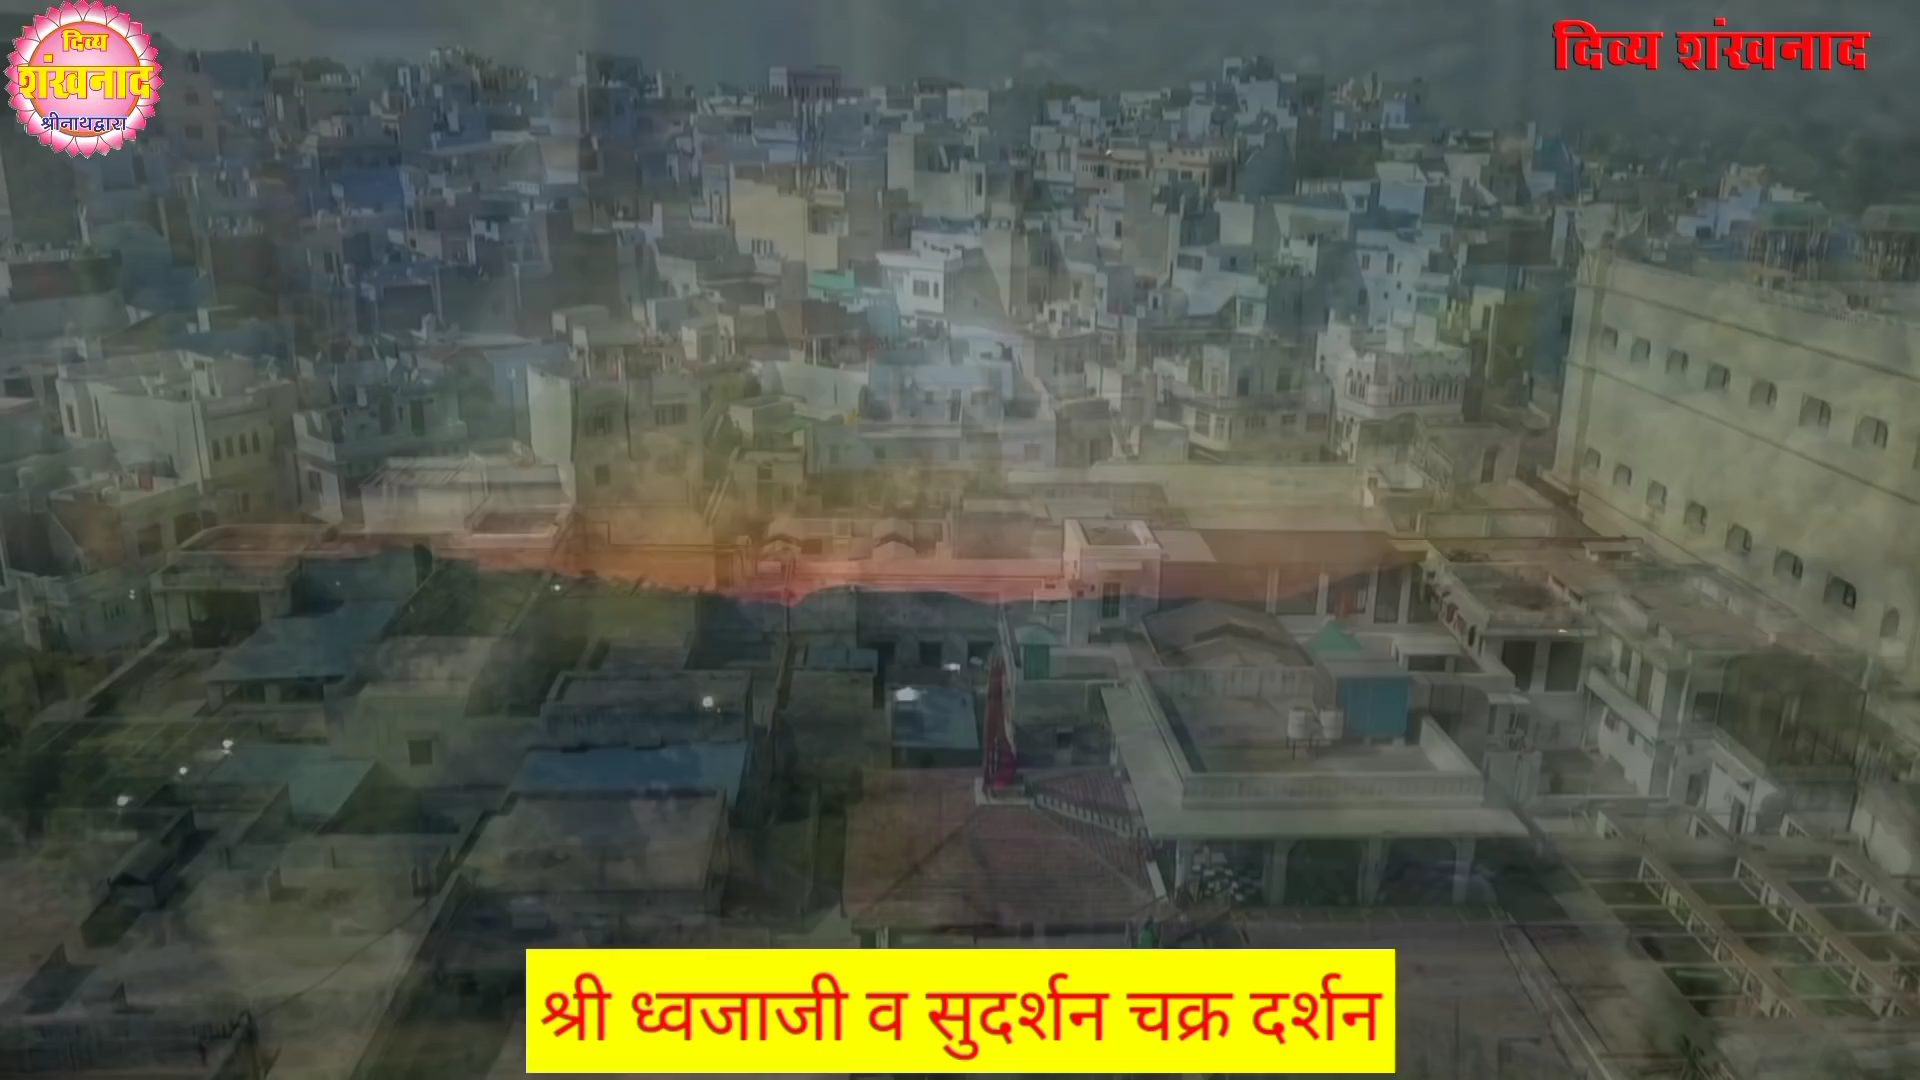 दिव्य
शंखनाद
श्रीनाथद्वारा
दिव्य शंखनाद
श्री ध्वजाजी व सुदर्शन चक्र दर्शन